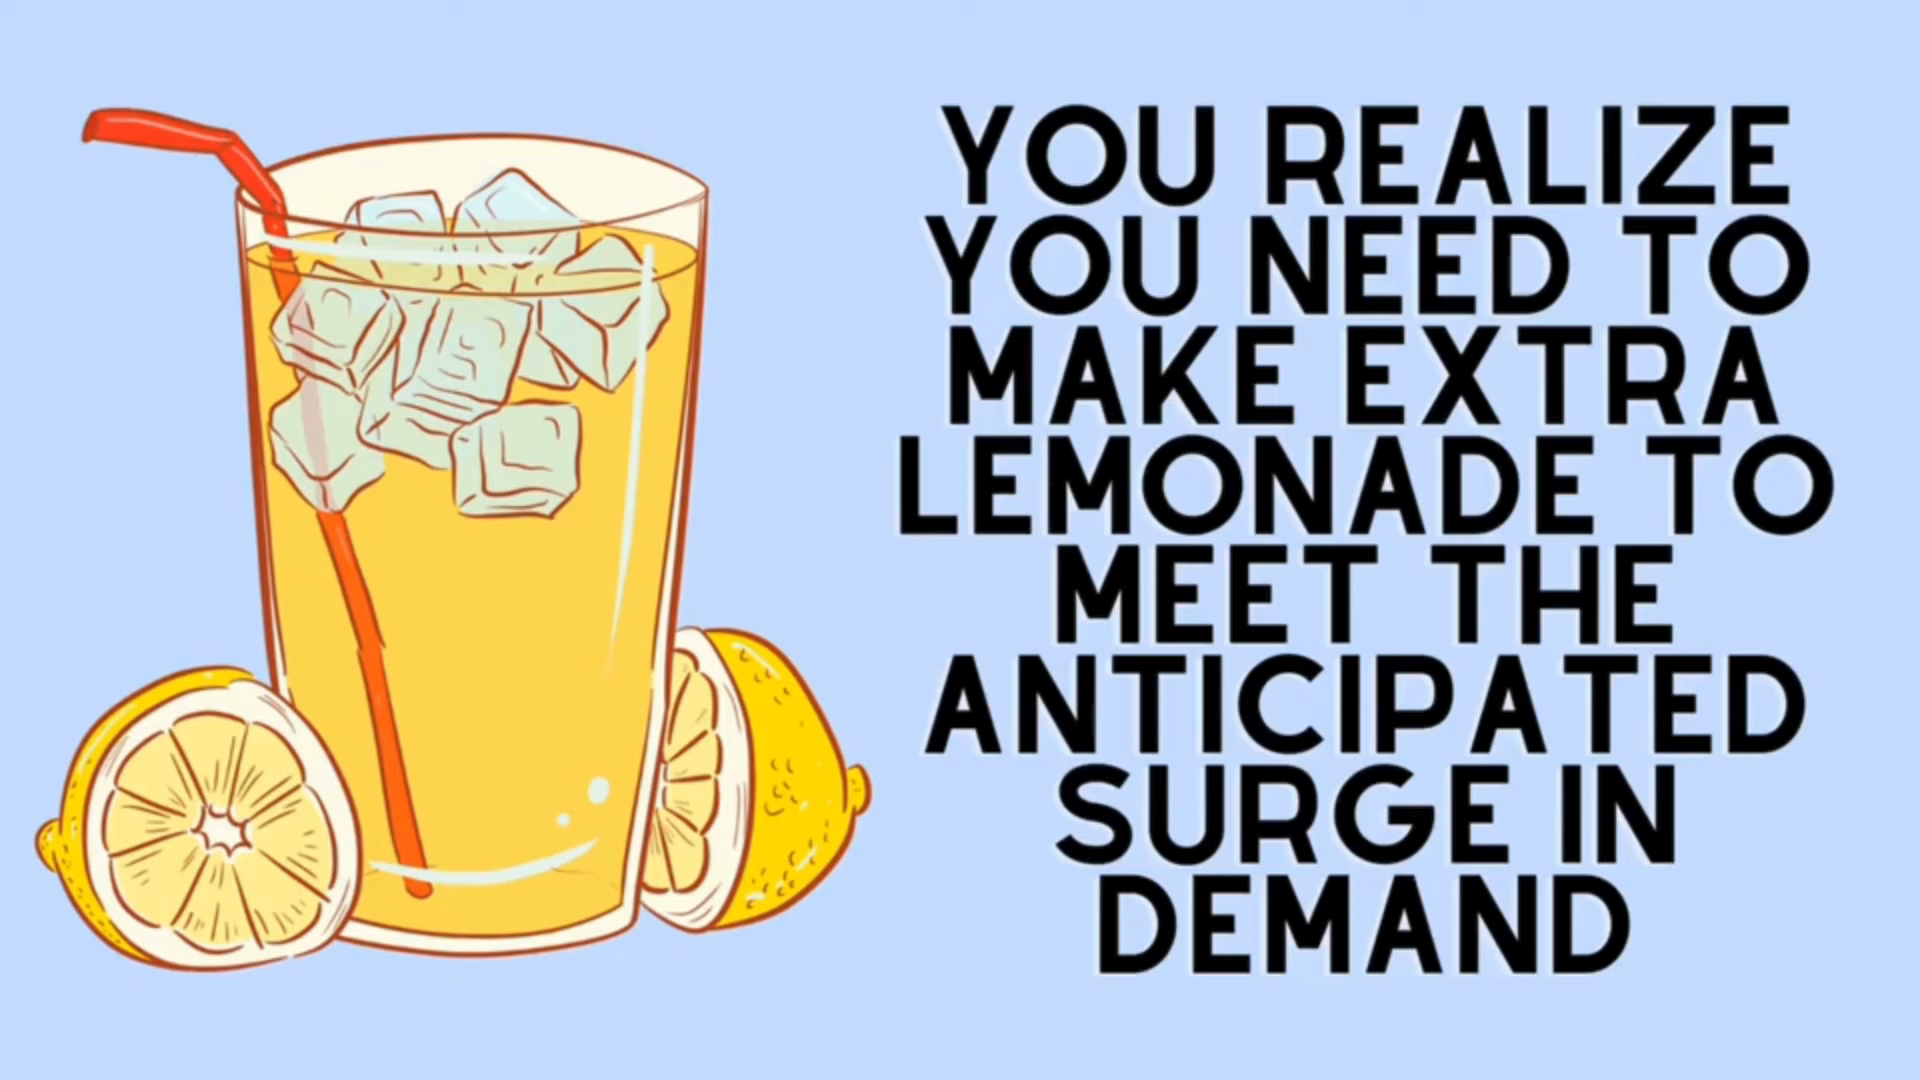 YOU REALIZE
YOU NEED TO
MAKE EXTRA
LEMONADE TO
MEET THE
ANTICIPATED
SURGE IN
DEMAND